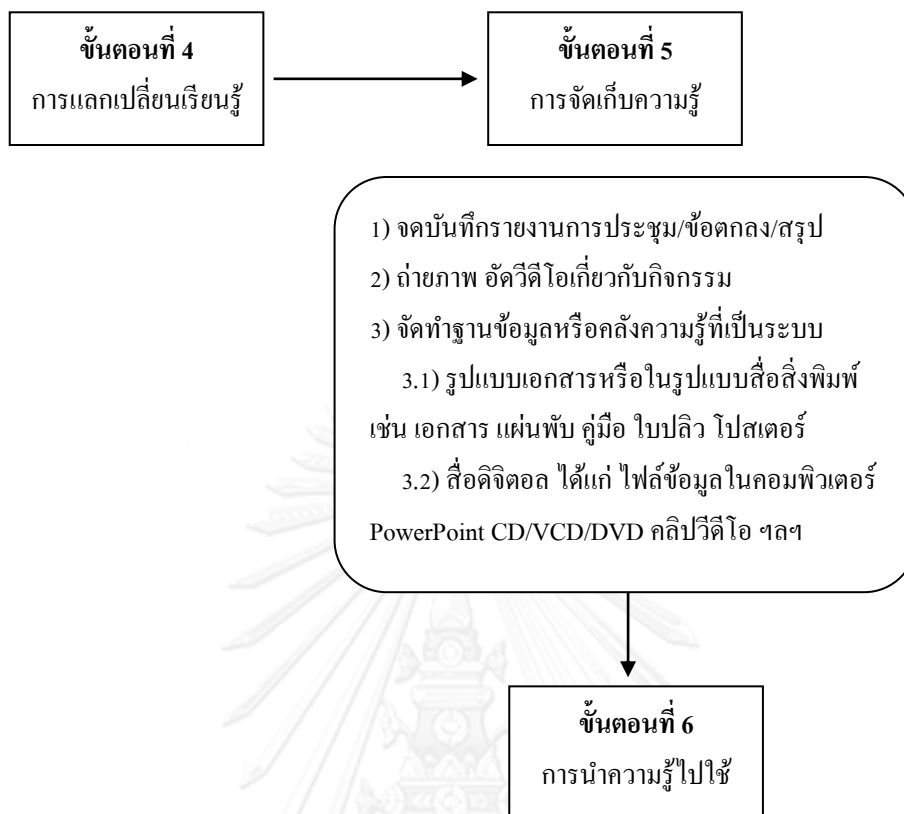 ขั้นตอนที่ 4
การแลกเปลี่ยนเรียนรู้
ขั้นตอนที่ 5
การจัดเก็บความรู้
1) จดบันทึกรายงานการประชุม/ข้อตกลง/สรุป
2) ถ่ายภาพ อัดวีดีโอเกี่ยวกับกิจกรรม
3) จัดทำฐานข้อมูลหรือคลังความรู้ที่เป็นระบบ
3.1) รูปแบบเอกสารหรือในรูปแบบสื่อสิ่งพิมพ์
เช่น เอกสาร แผ่นพับ คู่มือ ใบปลิว โปสเตอร์
3.2) สื่อดิจิตอล ได้แก่ ไฟล์ข้อมูลในคอมพิวเตอร์
PowerPoint CD/VCD/DVD คลิปวีดีโอ ฯลฯ
ขั้นตอนที่ 6
การนำความรู้ไปใช้